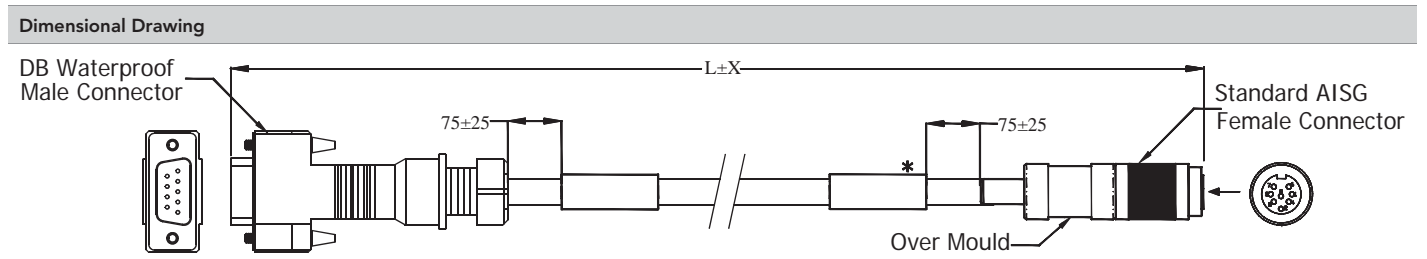 Dimensional Drawing
DB Waterproof
Male Connector
L±X
Standard AISG
Female Connector
75±25
75±25
*
Over Mould